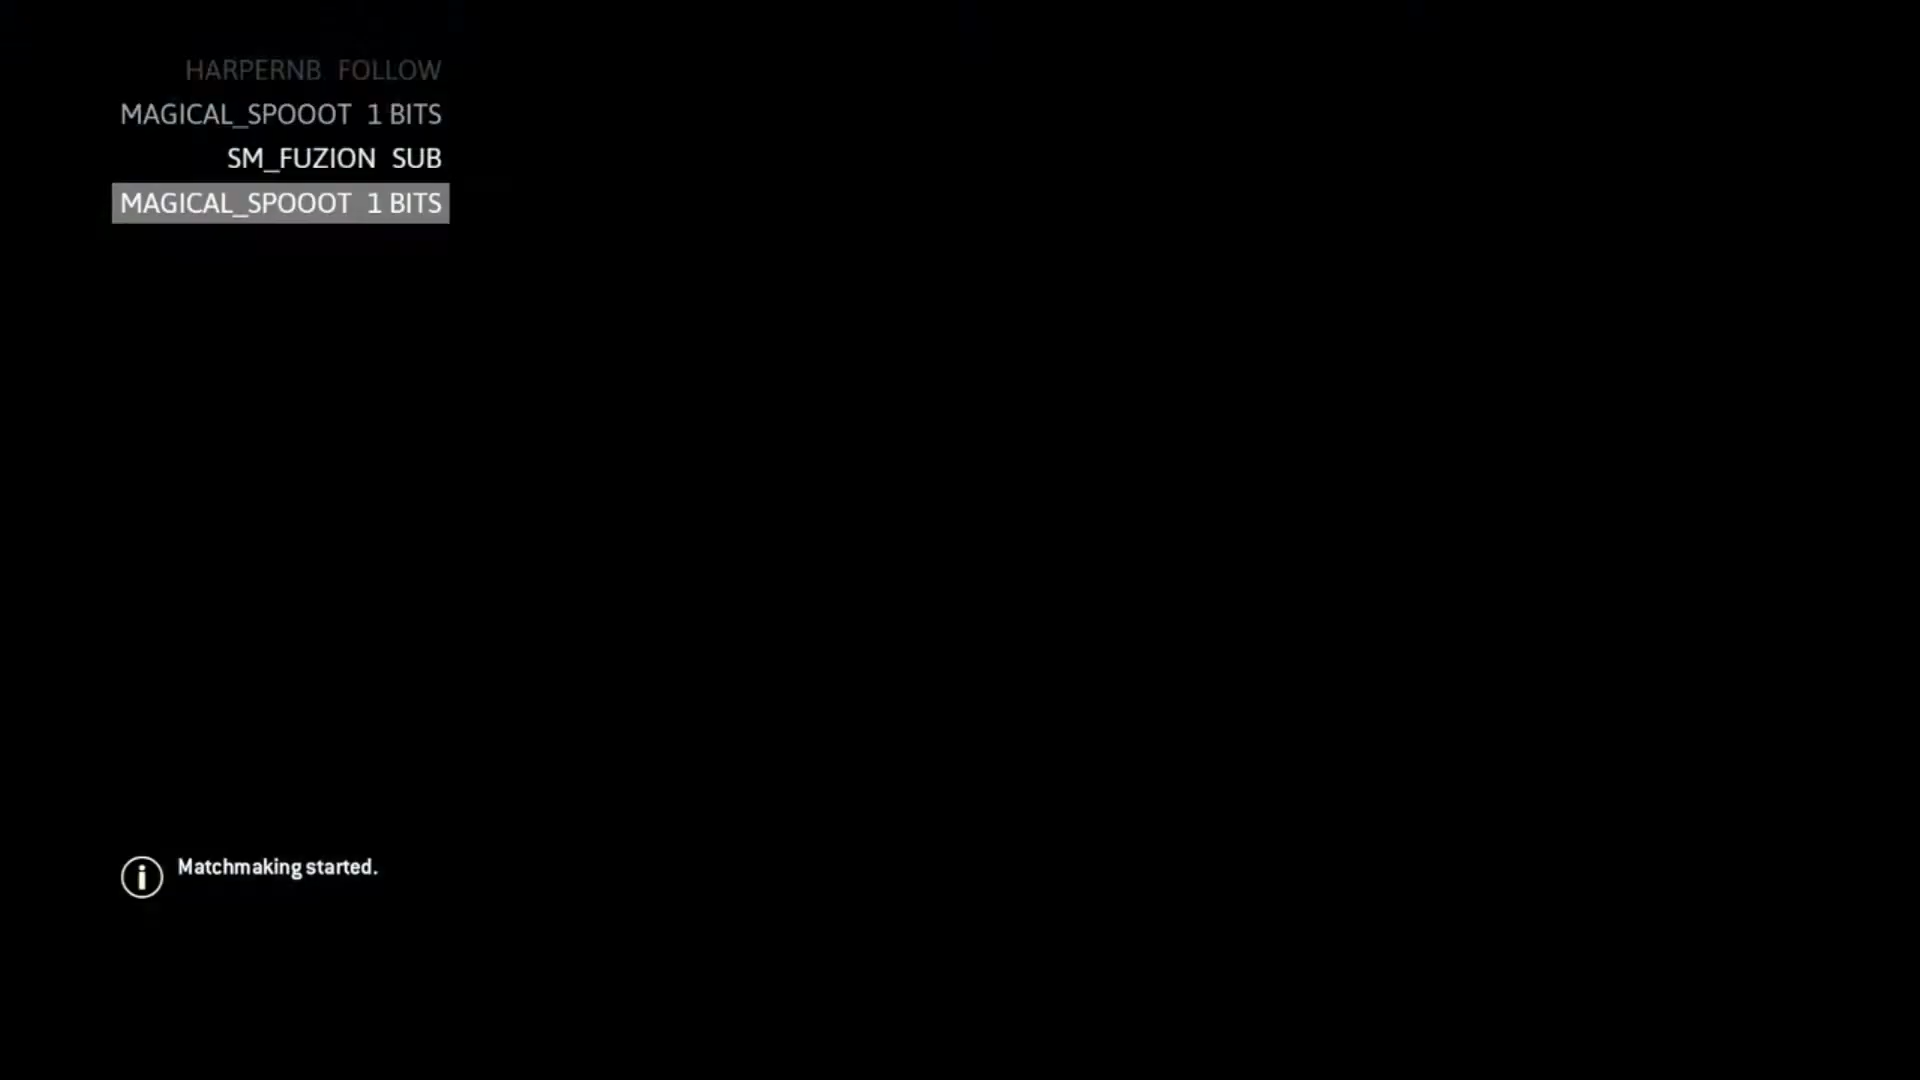 HARPERNB FOLLOW
MAGICAL_SPOOOT 1 BITS
SM_FUZION SUB
MAGICAL_SPOOOT 1 BITS
Matchmaking started.